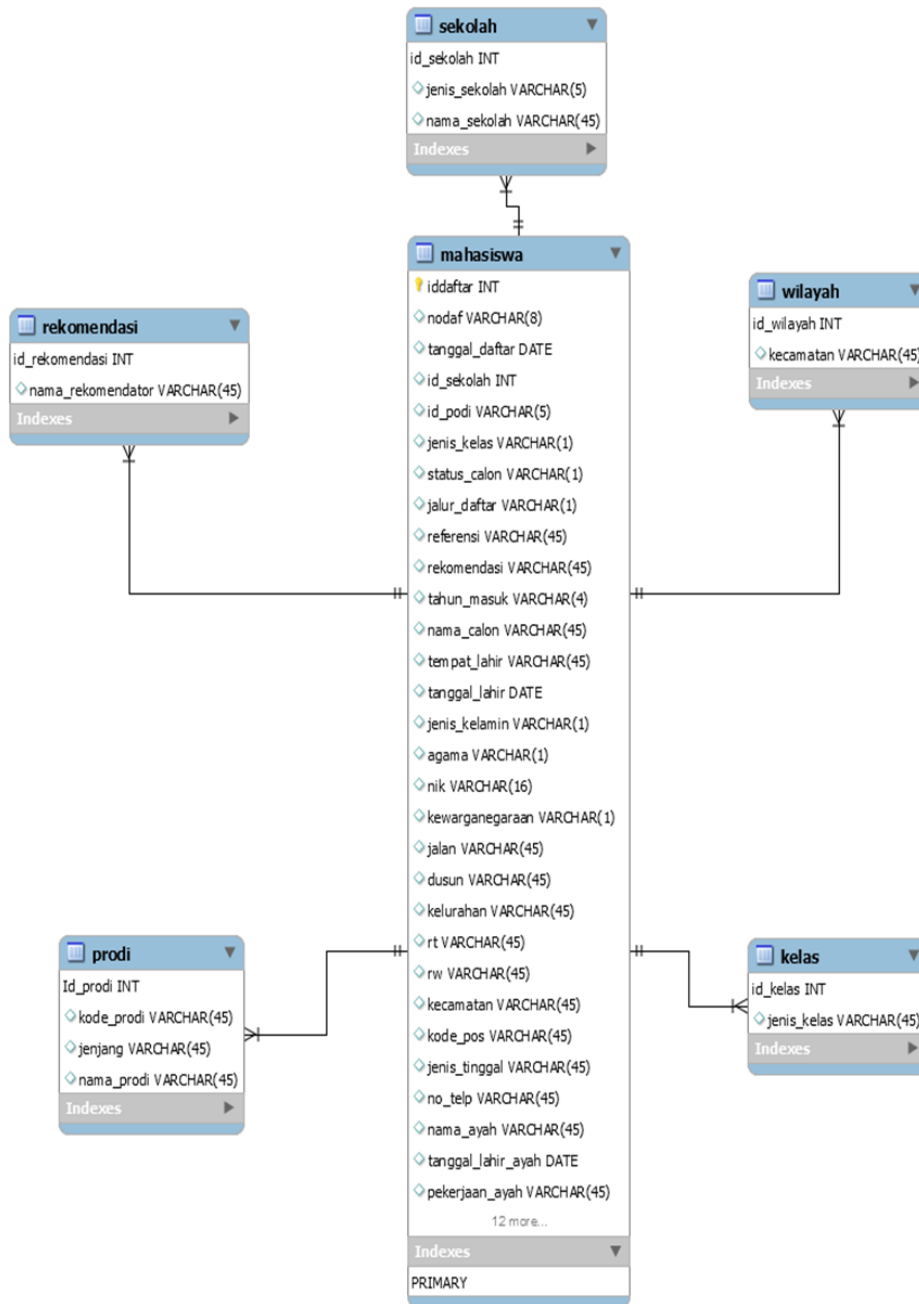 sekolah
id_sekolah INT
jenis_sekolah VARCHAR(5)
nama_sekolah VARCHAR(45)
Indexes
mahasiswa
iddaftar INT
nodaf VARCHAR(8)
tanggal_daftar DATE
id_sekolah INT
id_podi VARCHAR(5)
jenis_kelas VARCHAR(1)
status_calon VARCHAR(1)
jalur_daftar VARCHAR(1)
referensi VARCHAR(45)
rekomendasi VARCHAR(45)
tahun_masuk VARCHAR(4)
nama_calon VARCHAR(45)
tempat_lahir VARCHAR(45)
tanggal_lahir DATE
jenis_kelamin VARCHAR(1)
agama VARCHAR(1)
nik VARCHAR(16)
kewarganegaraan VARCHAR(1)
jalan VARCHAR(45)
dusun VARCHAR(45)
kelurahan VARCHAR(45)
rt VARCHAR(45)
rw VARCHAR(45)
kecamatan VARCHAR(45)
kode_pos VARCHAR(45)
jenis_tinggal VARCHAR(45)
no_telp VARCHAR(45)
nama_ayah VARCHAR(45)
tanggal_lahir_ayah DATE
pekerjaan_ayah VARCHAR(45)
12 more...
Indexes
PRIMARY
rekomendasi
id_rekomendasi INT
nama_rekomendator VARCHAR(45)
Indexes
wilayah
id_wilayah INT
kecamatan VARCHAR(45)
Indexes
prodi
Id_prodi INT
kode_prodi VARCHAR(45)
jenjang VARCHAR(45)
nama_prodi VARCHAR(45)
Indexes
kelas
id_kelas INT
jenis_kelas VARCHAR(45)
Indexes